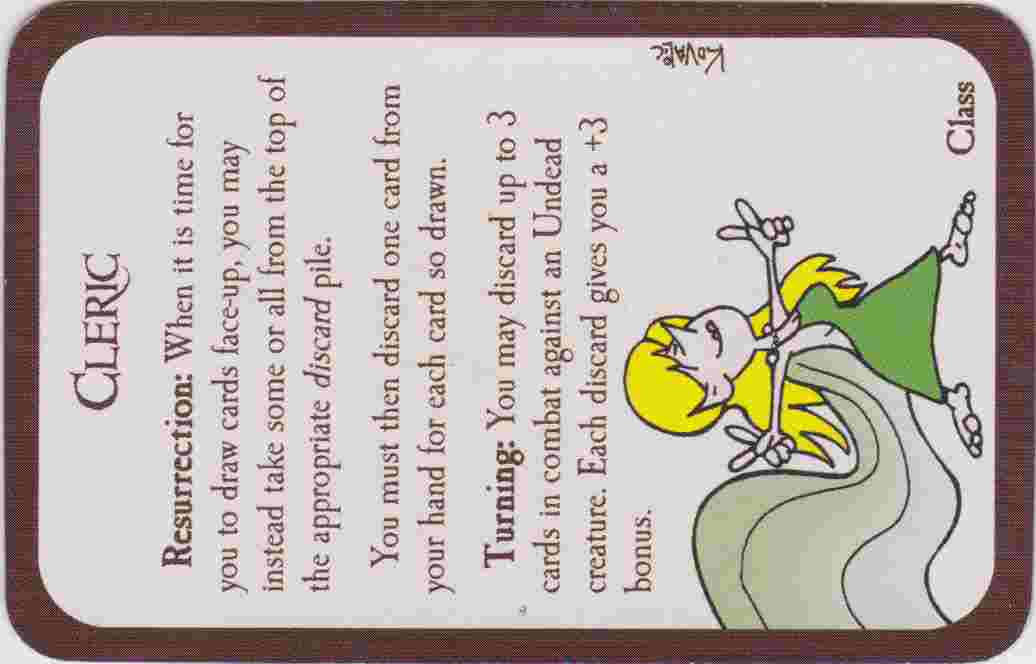 CLERIC
Resurrection: When it is time for
you to draw cards face-up, you may
instead take some or all from the top of
the appropriate discard pile.
You must then discard one card from
your hand for each card so drawn.
Turning: You may discard up to 3
cards in combat against an Undead
creature. Each discard gives you a +3
bonus.
KOVALIC
Class